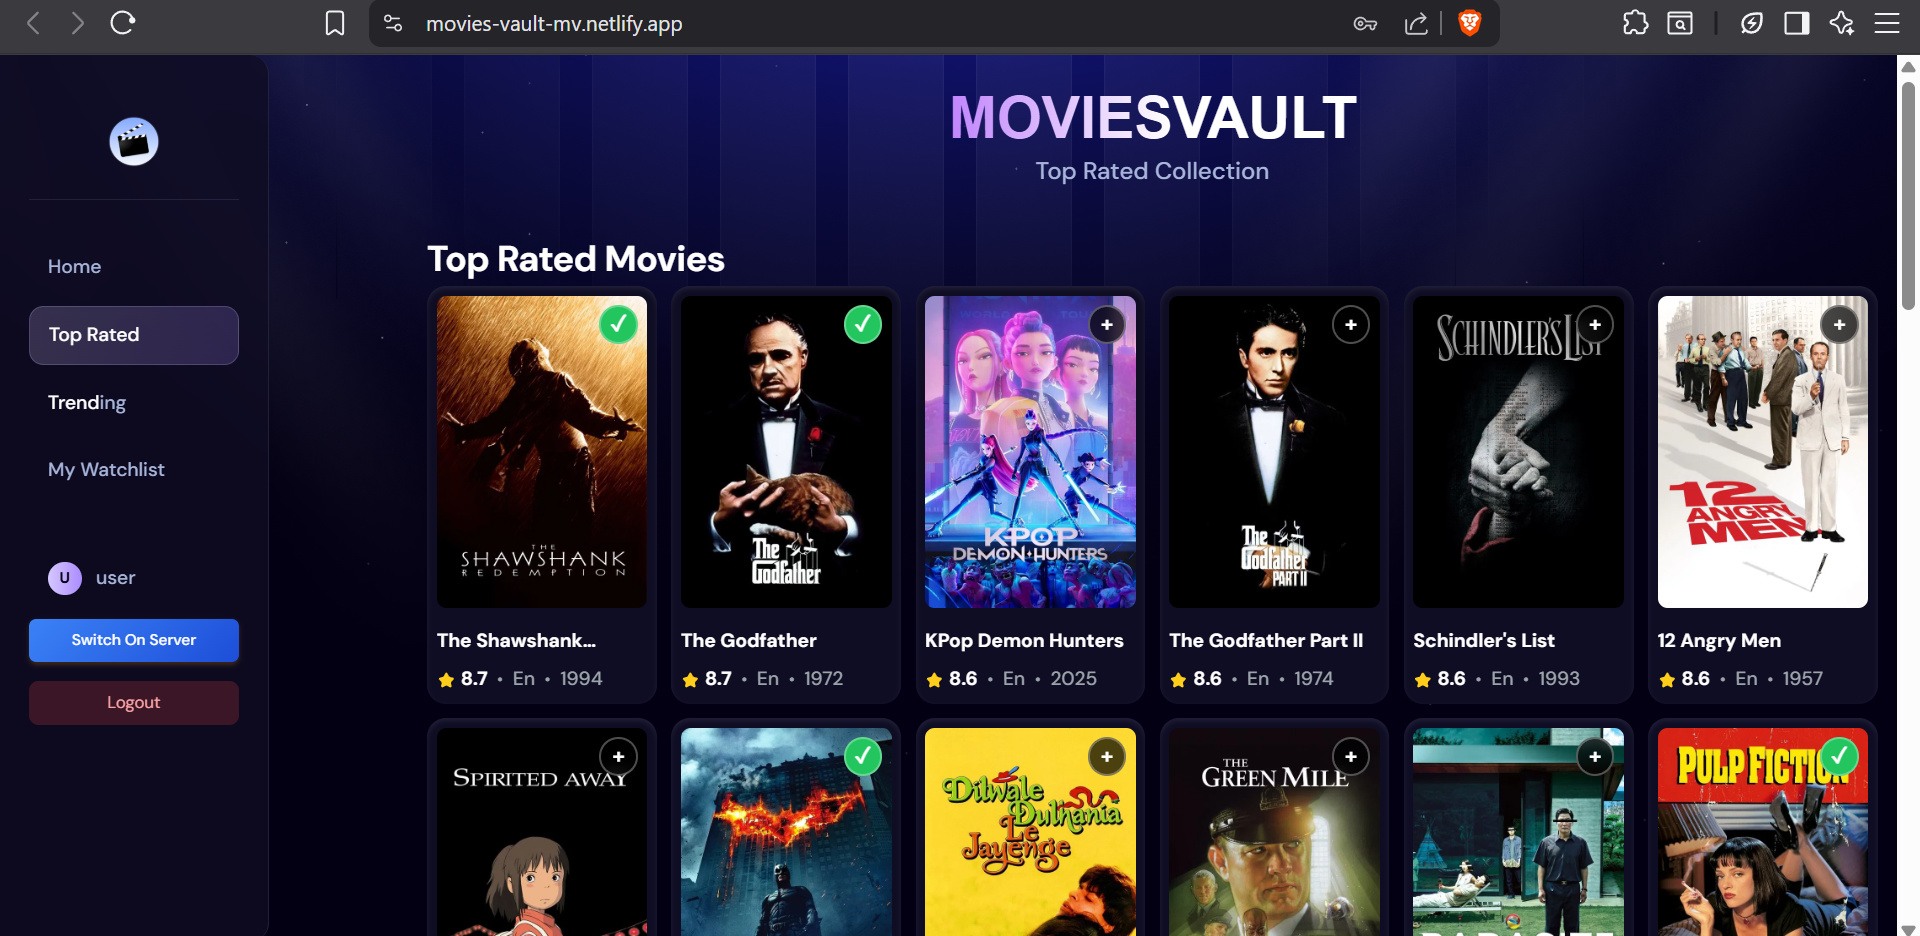 movies-vault-mv.netlify.app
MOVIESVAULT
Top Rated Collection
Home
Top Rated
Trending
My Watchlist
U user
Switch On Server
Logout
Top Rated Movies
✓ ✓ + + + +
THE
SHAWSHANK
REDEMPTION
The
Godfather
KPOP
DEMON HUNTERS
The
Godfather
PART II
SCHINDLER'S LIST
12
ANGRY
MEN
The Shawshank...
8.7 • En • 1994
The Godfather
8.7 • En • 1972
KPop Demon Hunters
8.6 • En • 2025
The Godfather Part II
8.6 • En • 1974
Schindler's List
8.6 • En • 1993
12 Angry Men
8.6 • En • 1957
+ ✓ + + + ✓
SPIRITED AWAY
Dilwale
Dulhania
Le
Jayenge
THE
GREEN MILE
PARASITE
PULP FICTION